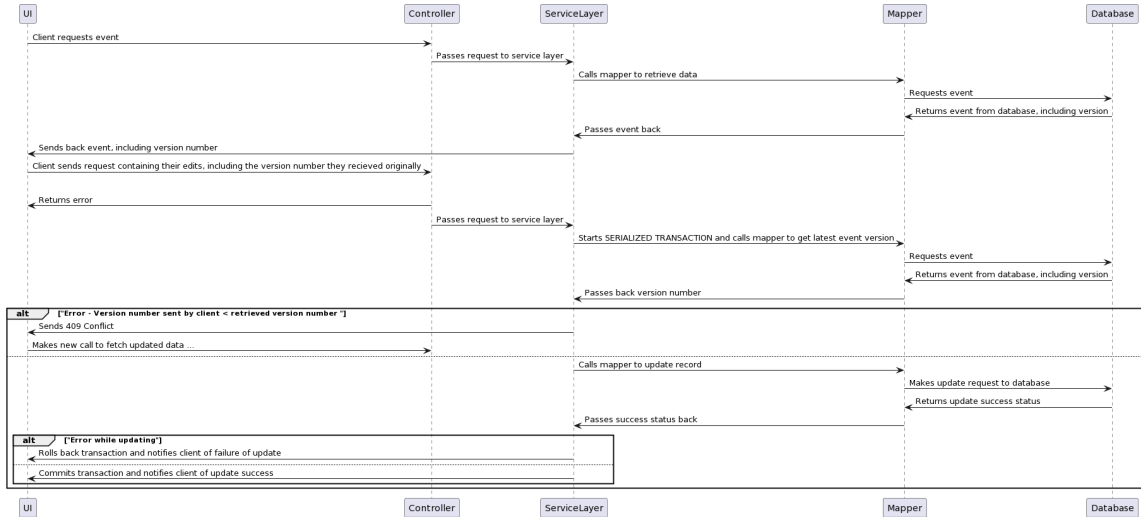 UI Controller ServiceLayer Mapper Database
Client requests event
Passes request to service layer
Calls mapper to retrieve data
Requests event
Returns event from database, including version
Passes event back
Sends back event, including version number
Client sends request containing their edits, including the version number they recieved originally
Returns error
Passes request to service layer
Starts SERIALIZED TRANSACTION and calls mapper to get latest event version
Requests event
Returns event from database, including version
Passes back version number
alt ["Error - Version number sent by client < retrieved version number "]
Sends 409 Conflict
Makes new call to fetch updated data ...
Calls mapper to update record
Makes update request to database
Returns update success status
Passes success status back
alt ["Error while updating"]
Rolls back transaction and notifies client of failure of update
Commits transaction and notifies client of update success
UI Controller ServiceLayer Mapper Database